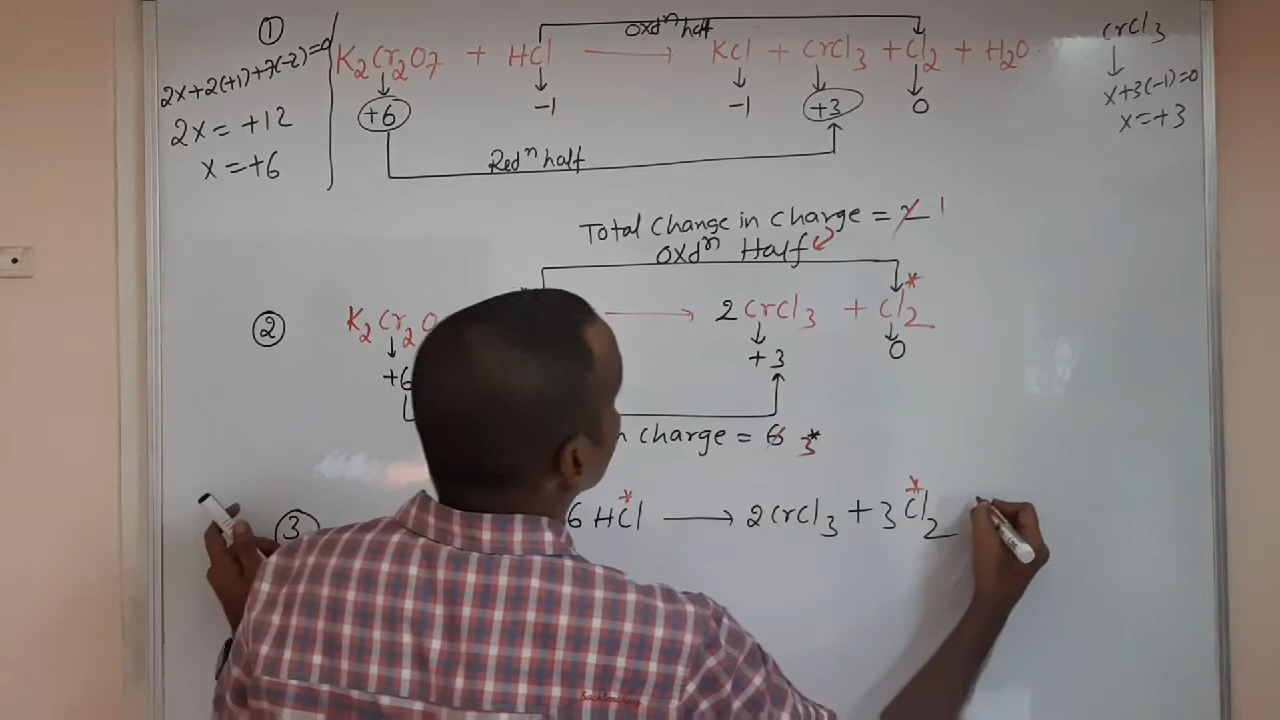 ①
2x+2(+1)+7(-2)=0
2x = +12
x = +6
Oxdⁿ half
K2Cr2O7 + HCl → KCl + CrCl3 + Cl2 + H2O
+6 -1 -1 +3 0
Redⁿ half
CrCl3
x+3(-1)=0
x=+3
Total Change in Charge = 2 1
Oxdⁿ Half
② K2Cr2O → 2CrCl3 + Cl2*
+6 +3 0
n Charge = 6 3*
③ 6HCl* → 2CrCl3 + 3Cl2*